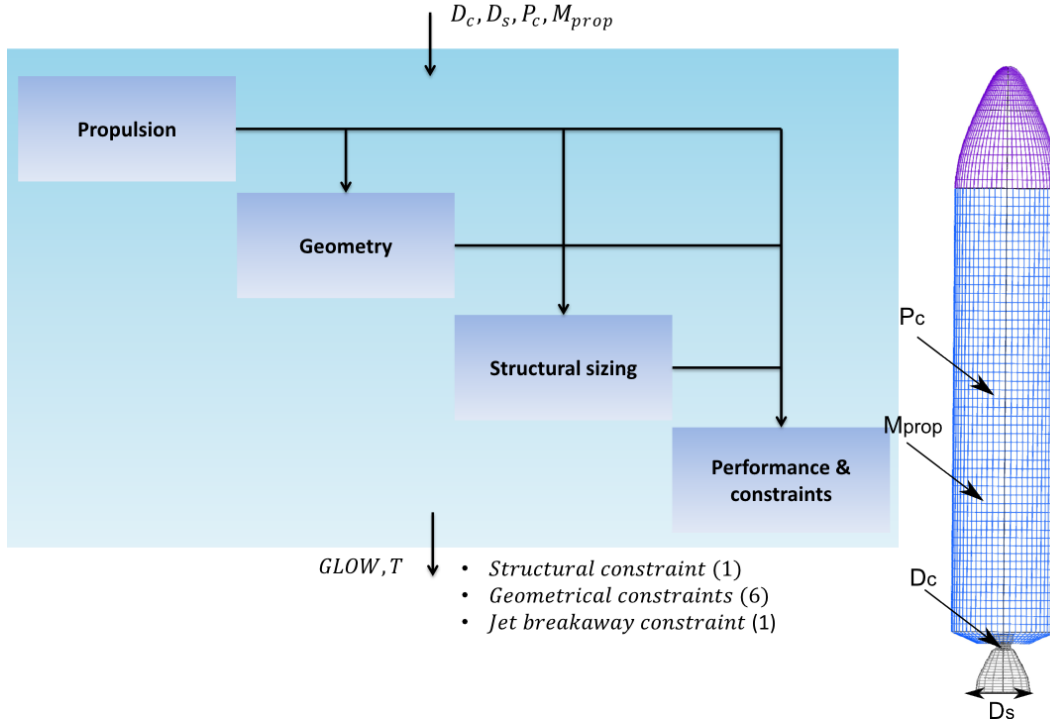 D_c, D_s, P_c, M_prop
Propulsion
Geometry
Structural sizing
Performance &
constraints
GLOW, T
• Structural constraint (1)
• Geometrical constraints (6)
• Jet breakaway constraint (1)
Pc
Mprop
Dc
Ds